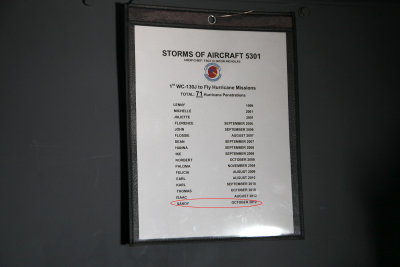 STORMS OF AIRCRAFT 5301
1st WC-130J to Fly Hurricane Missions
TOTAL: 71 Hurricane Penetrations
LENNY 1999
MICHELLE 2001
JULIETTE 2001
FLORENCE SEPTEMBER 2006
JOHN SEPTEMBER 2006
FLOSSIE AUGUST 2007
DEAN SEPTEMBER 2007
HANNA SEPTEMBER 2008
IKE SEPTEMBER 2008
NORBERT OCTOBER 2008
PALOMA NOVEMBER 2008
FELICIA AUGUST 2009
EARL AUGUST 2010
KARL SEPTEMBER 2010
THOMAS OCTOBER 2010
ISAAC AUGUST 2012
SANDY OCTOBER 2012